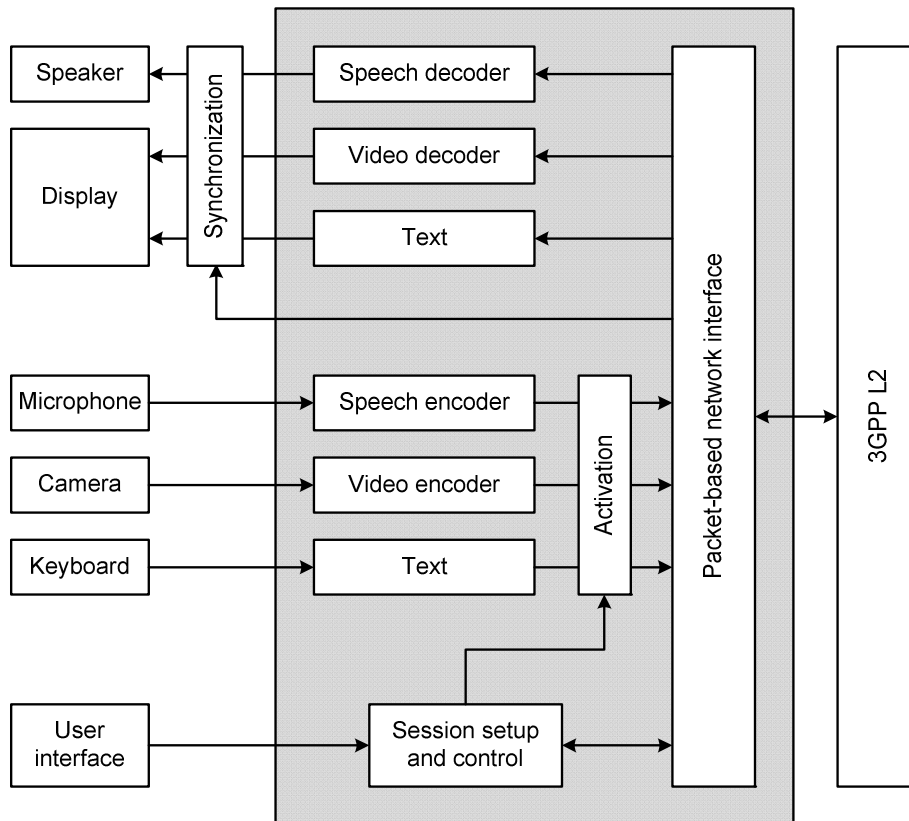 Speaker
Speech decoder
Display
Video decoder
Text
Synchronization
Packet-based network interface
3GPP L2
Microphone
Speech encoder
Camera
Video encoder
Keyboard
Text
Activation
User
interface
Session setup
and control